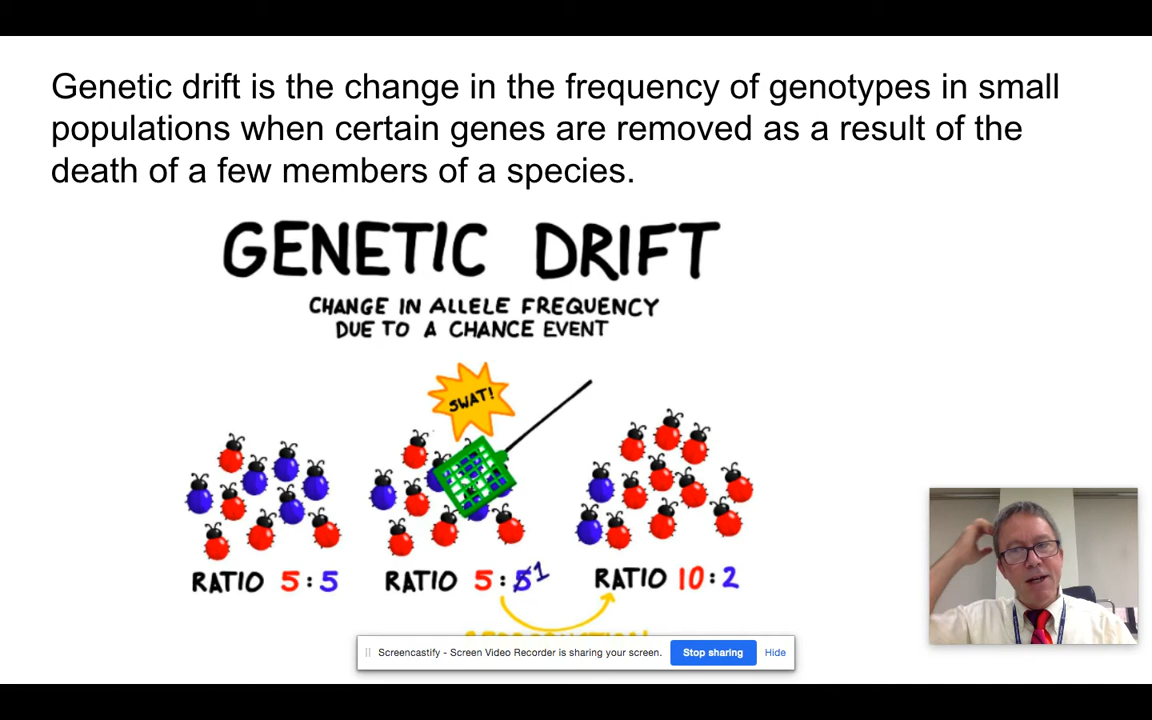 Genetic drift is the change in the frequency of genotypes in small
populations when certain genes are removed as a result of the
death of a few members of a species.
GENETIC DRIFT
CHANGE IN ALLELE FREQUENCY
DUE TO A CHANCE EVENT
SWAT!
RATIO 5:5
RATIO 5:5 1
RATIO 10:2
Screencastify - Screen Video Recorder is sharing your screen.
Stop sharing
Hide